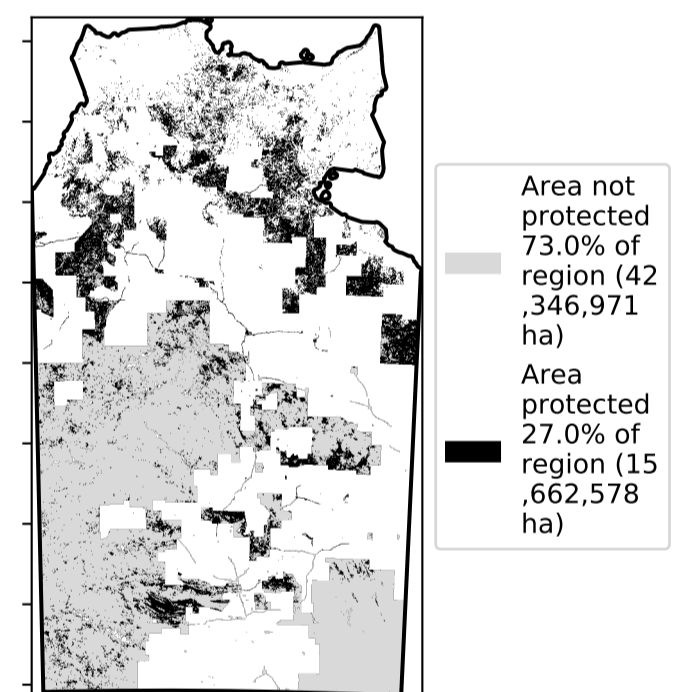 Area not
protected
73.0% of
region (42
,346,971
ha)
Area
protected
27.0% of
region (15
,662,578
ha)